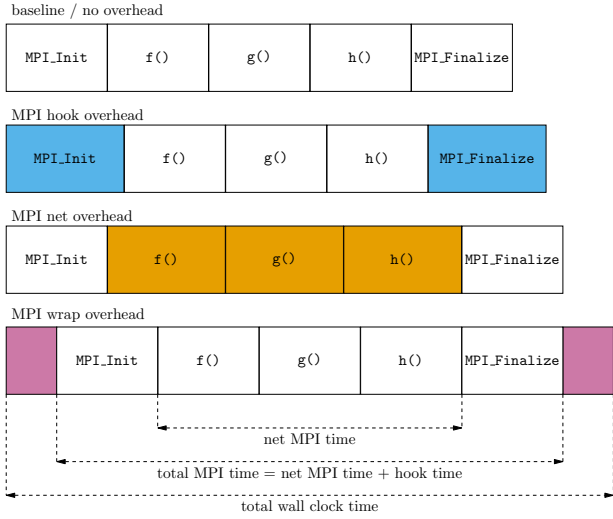 baseline / no overhead
MPI_Init f() g() h() MPI_Finalize
MPI hook overhead
MPI_Init f() g() h() MPI_Finalize
MPI net overhead
MPI_Init f() g() h() MPI_Finalize
MPI wrap overhead
MPI_Init f() g() h() MPI_Finalize
net MPI time
total MPI time = net MPI time + hook time
total wall clock time